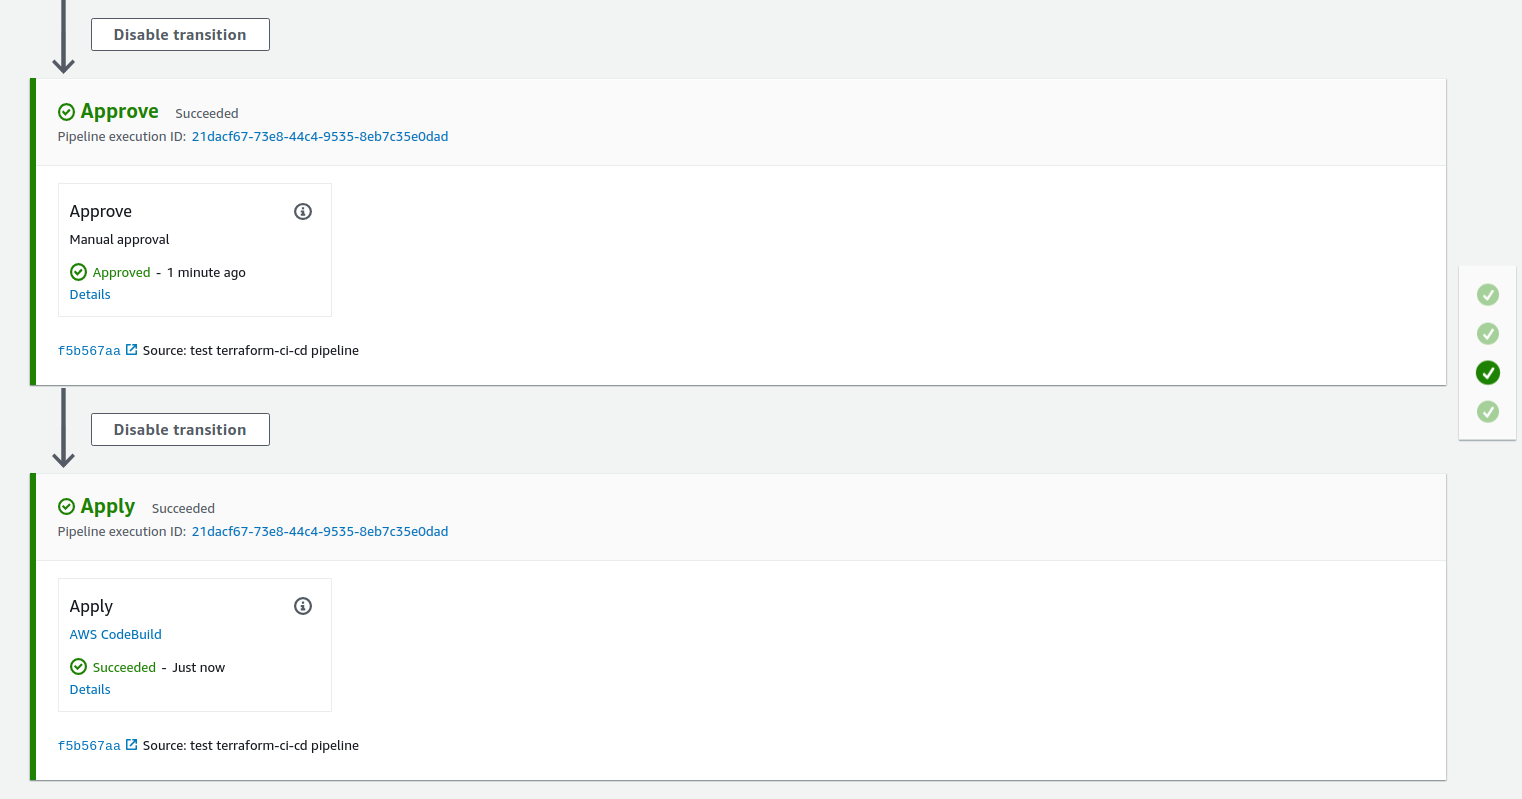 Disable transition
Approve Succeeded
Pipeline execution ID: 21dacf67-73e8-44c4-9535-8eb7c35e0dad
Approve
Manual approval
Approved - 1 minute ago
Details
f5b567aa Source: test terraform-ci-cd pipeline
Disable transition
Apply Succeeded
Pipeline execution ID: 21dacf67-73e8-44c4-9535-8eb7c35e0dad
Apply
AWS CodeBuild
Succeeded - Just now
Details
f5b567aa Source: test terraform-ci-cd pipeline